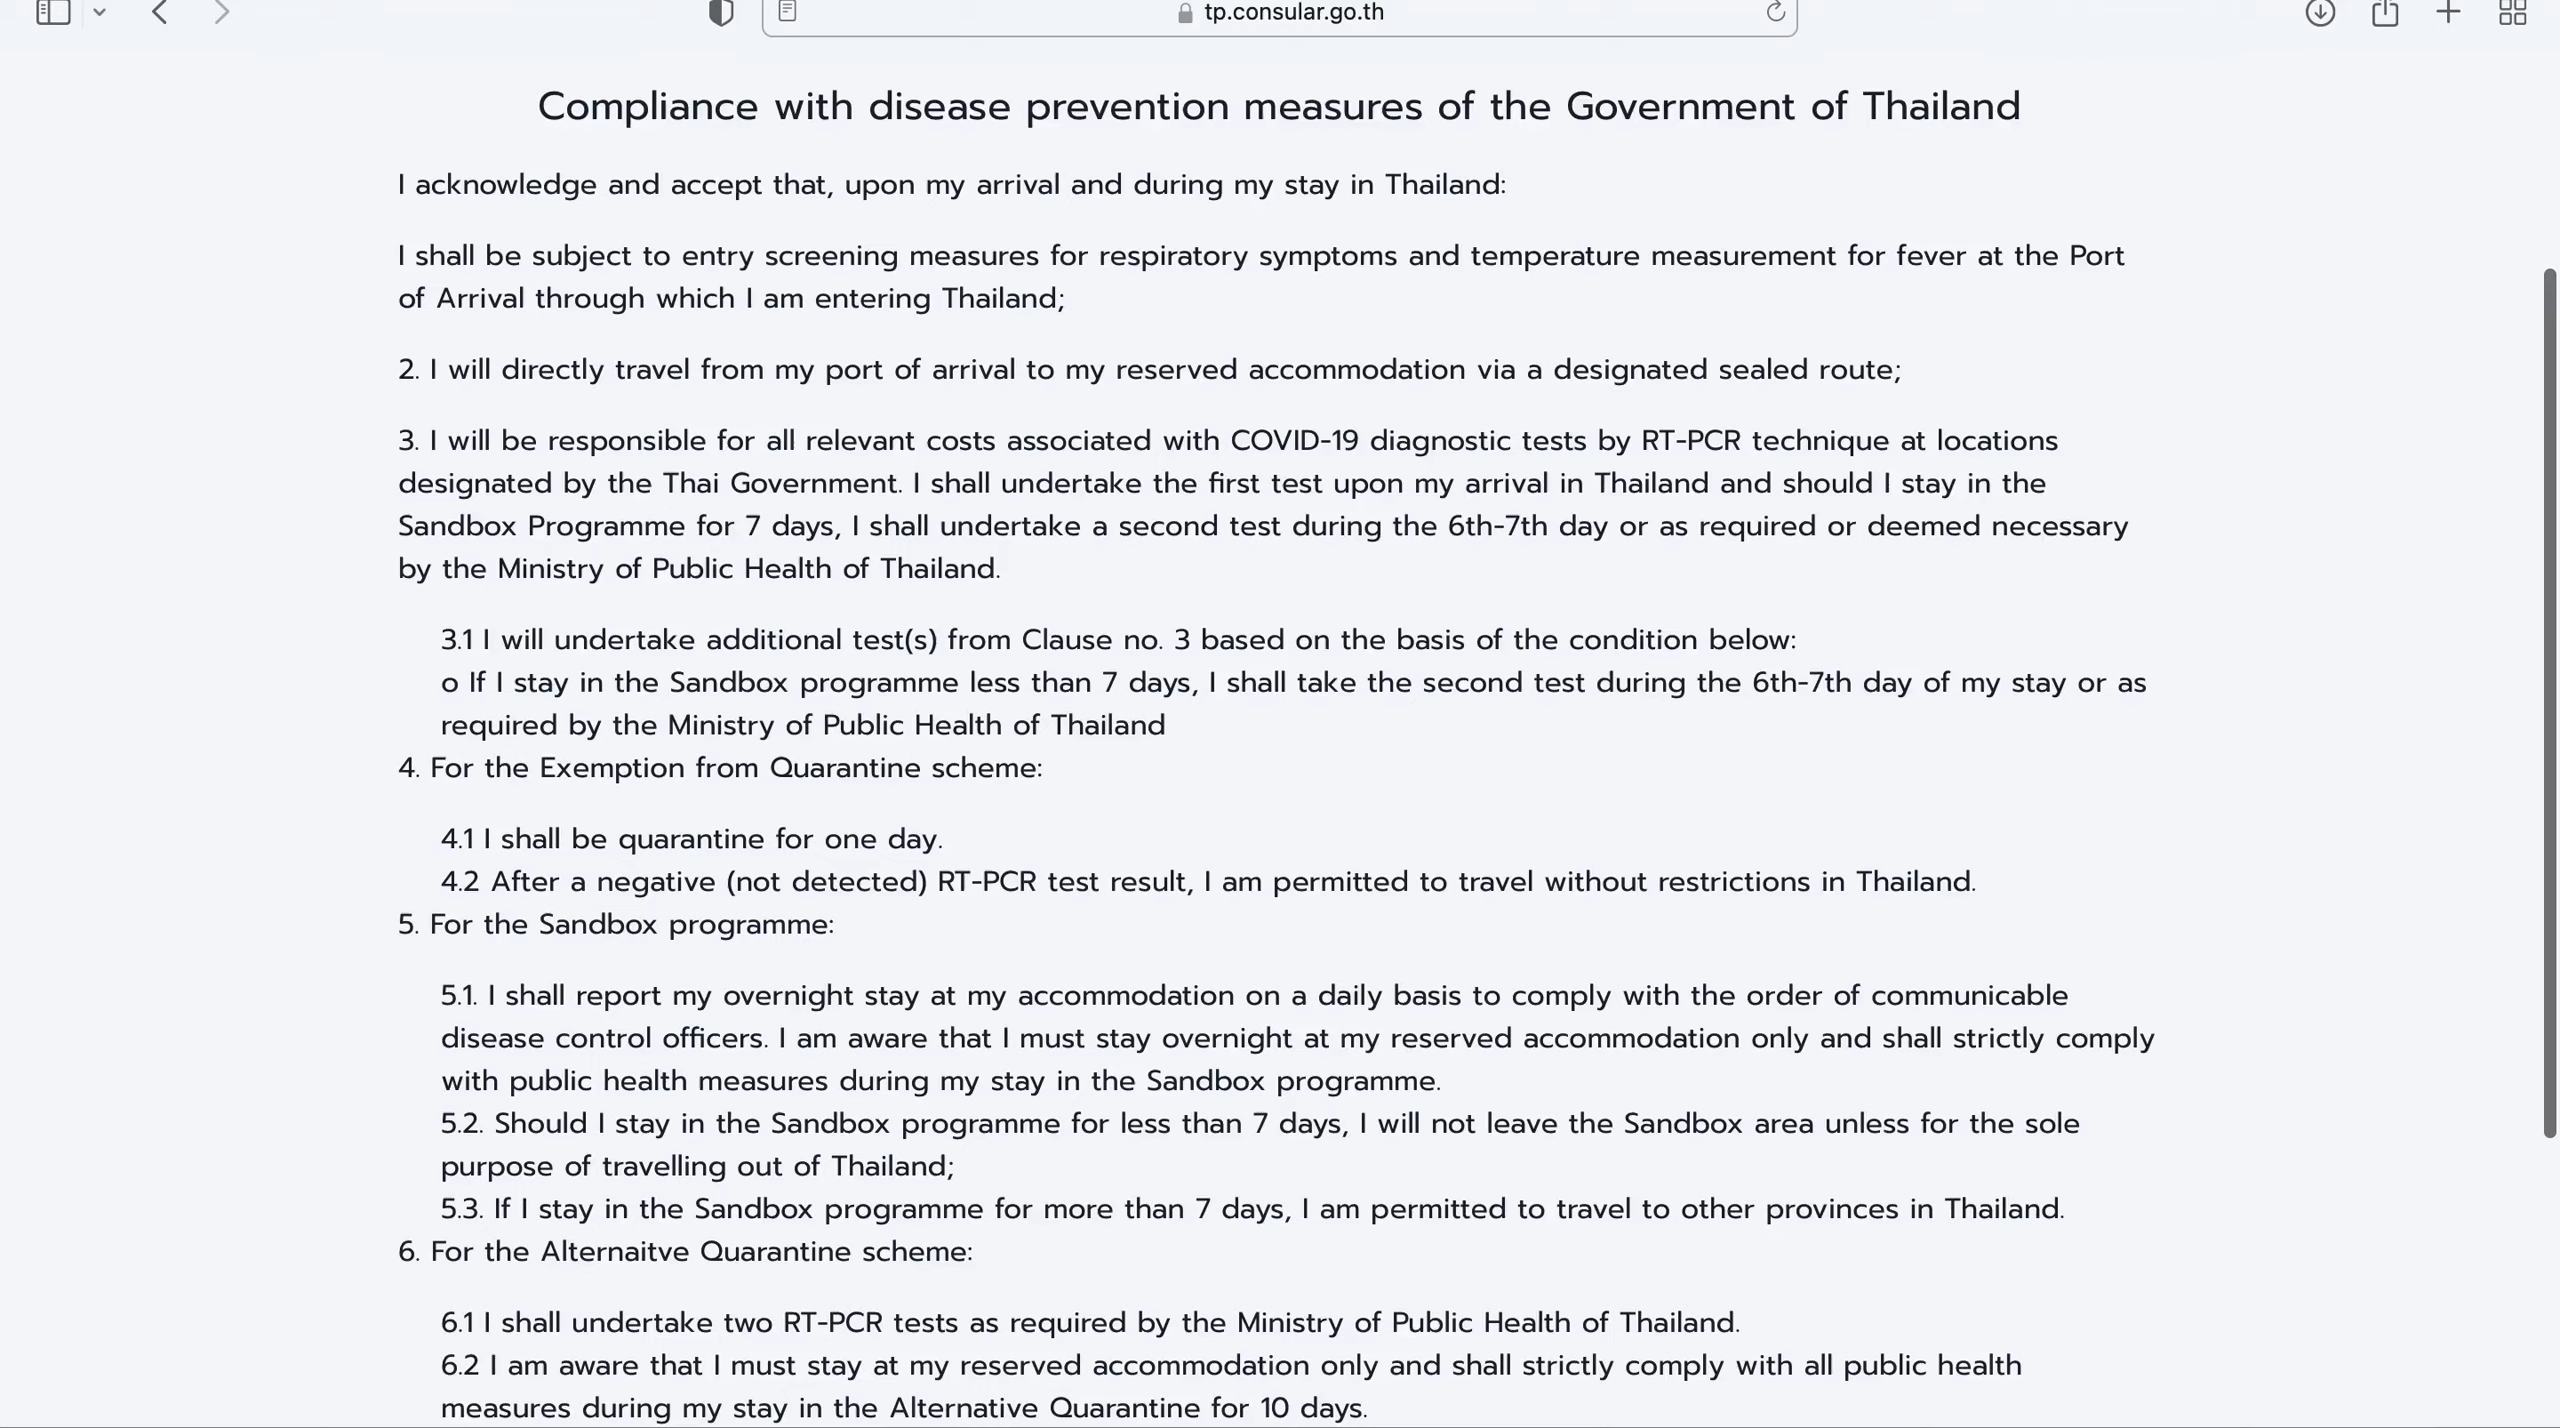 tp.consular.go.th
Compliance with disease prevention measures of the Government of Thailand
I acknowledge and accept that, upon my arrival and during my stay in Thailand:
I shall be subject to entry screening measures for respiratory symptoms and temperature measurement for fever at the Port
of Arrival through which I am entering Thailand;
2. I will directly travel from my port of arrival to my reserved accommodation via a designated sealed route;
3. I will be responsible for all relevant costs associated with COVID-19 diagnostic tests by RT-PCR technique at locations
designated by the Thai Government. I shall undertake the first test upon my arrival in Thailand and should I stay in the
Sandbox Programme for 7 days, I shall undertake a second test during the 6th-7th day or as required or deemed necessary
by the Ministry of Public Health of Thailand.
3.1 I will undertake additional test(s) from Clause no. 3 based on the basis of the condition below:
o If I stay in the Sandbox programme less than 7 days, I shall take the second test during the 6th-7th day of my stay or as
required by the Ministry of Public Health of Thailand
4. For the Exemption from Quarantine scheme:
4.1 I shall be quarantine for one day.
4.2 After a negative (not detected) RT-PCR test result, I am permitted to travel without restrictions in Thailand.
5. For the Sandbox programme:
5.1. I shall report my overnight stay at my accommodation on a daily basis to comply with the order of communicable
disease control officers. I am aware that I must stay overnight at my reserved accommodation only and shall strictly comply
with public health measures during my stay in the Sandbox programme.
5.2. Should I stay in the Sandbox programme for less than 7 days, I will not leave the Sandbox area unless for the sole
purpose of travelling out of Thailand;
5.3. If I stay in the Sandbox programme for more than 7 days, I am permitted to travel to other provinces in Thailand.
6. For the Alternaitve Quarantine scheme:
6.1 I shall undertake two RT-PCR tests as required by the Ministry of Public Health of Thailand.
6.2 I am aware that I must stay at my reserved accommodation only and shall strictly comply with all public health
measures during my stay in the Alternative Quarantine for 10 days.